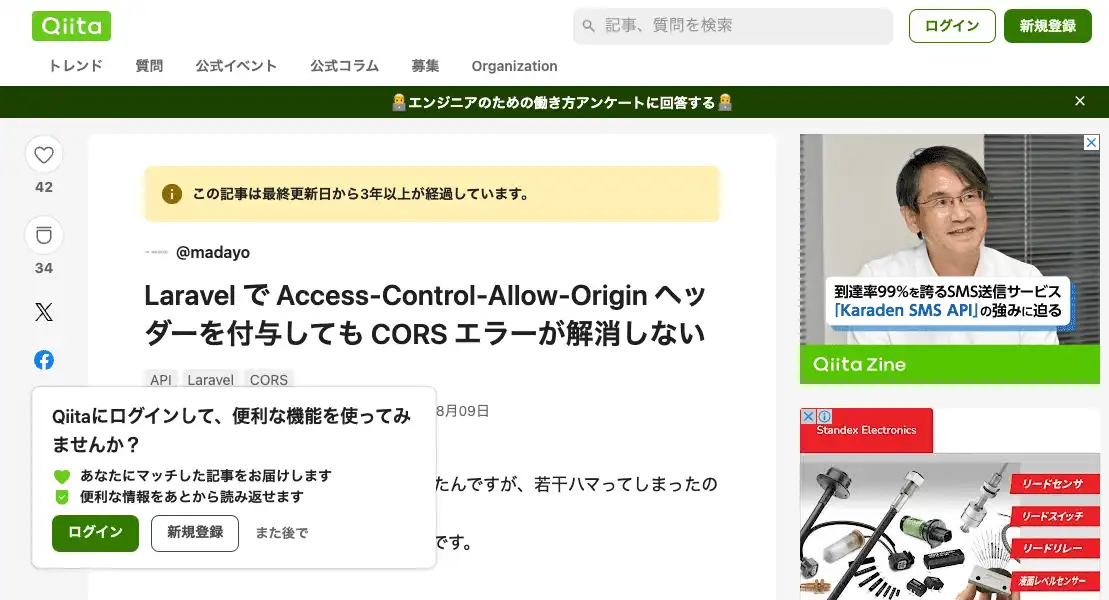 Qiita
記事、質問を検索
ログイン
新規登録
トレンド
質問
公式イベント
公式コラム
募集
Organization
エンジニアのための働き方アンケートに回答する
42
34
この記事は最終更新日から3年以上が経過しています。
@madayo
Laravel で Access-Control-Allow-Origin ヘッ
ダーを付与しても CORS エラーが解消しない
API
Laravel
CORS
8月09日
たんですが、若干ハマってしまったの
です。
Qiitaにログインして、便利な機能を使ってみ
ませんか？
あなたにマッチした記事をお届けします
便利な情報をあとから読み返せます
ログイン
新規登録
また後で
到達率99%を誇るSMS送信サービス
「Karaden SMS API」の強みに迫る
Qiita Zine
Standex Electronics
リードセンサ
リードスイッチ
リードリレー
液面レベルセンサー